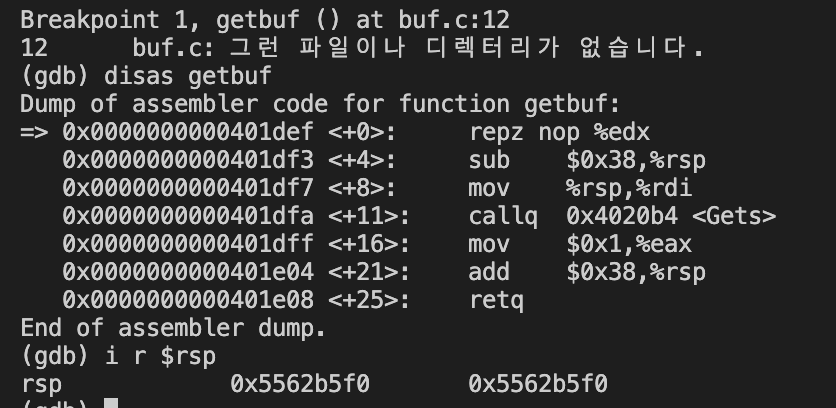 Breakpoint 1, getbuf () at buf.c:12
12 buf.c: 그런 파일이나 디렉터리가 없습니다.
(gdb) disas getbuf
Dump of assembler code for function getbuf:
=> 0x0000000000401def <+0>: repz nop %edx
0x0000000000401df3 <+4>: sub $0x38,%rsp
0x0000000000401df7 <+8>: mov %rsp,%rdi
0x0000000000401dfa <+11>: callq 0x4020b4 <Gets>
0x0000000000401dff <+16>: mov $0x1,%eax
0x0000000000401e04 <+21>: add $0x38,%rsp
0x0000000000401e08 <+25>: retq
End of assembler dump.
(gdb) i r $rsp
rsp 0x5562b5f0 0x5562b5f0
(gdb)